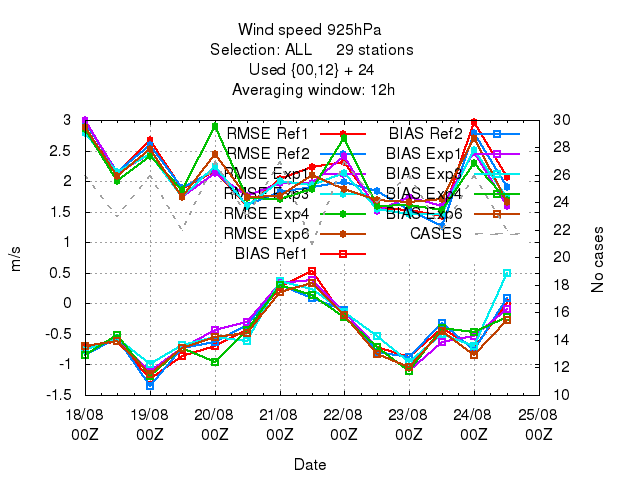 Wind speed 925hPa
Selection: ALL 29 stations
Used {00,12} + 24
Averaging window: 12h
3 30
2.5 28
2 26
1.5 24
1 22
0.5 20
0 18
-0.5 16
-1 14
-1.5 12
10
m/s
No cases
RMSE Ref1 BIAS Ref2
RMSE Ref2 BIAS Exp1
RMSE Exp1 BIAS Exp3
RMSE Exp3 BIAS Exp4
RMSE Exp4 BIAS Exp6
RMSE Exp6 CASES
BIAS Ref1
18/08 19/08 20/08 21/08 22/08 23/08 24/08 25/08
00Z 00Z 00Z 00Z 00Z 00Z 00Z 00Z
Date